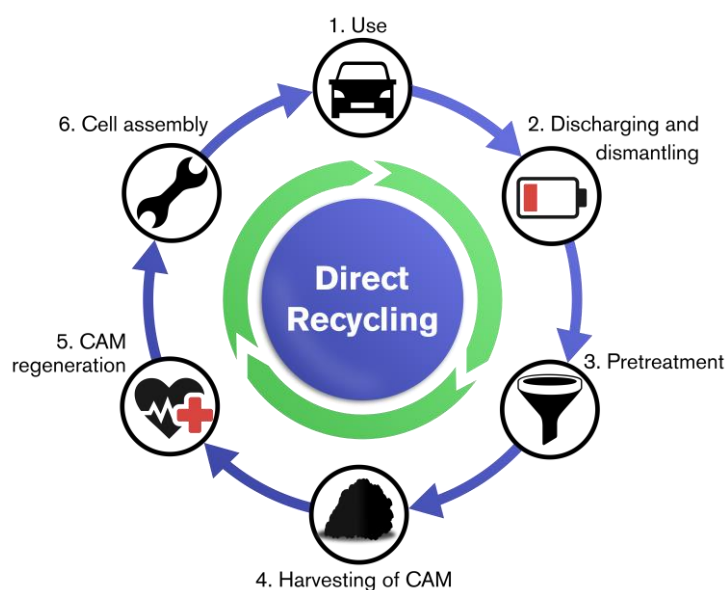 1. Use
2. Discharging and
dismantling
3. Pretreatment
4. Harvesting of CAM
5. CAM
regeneration
6. Cell assembly
Direct
Recycling